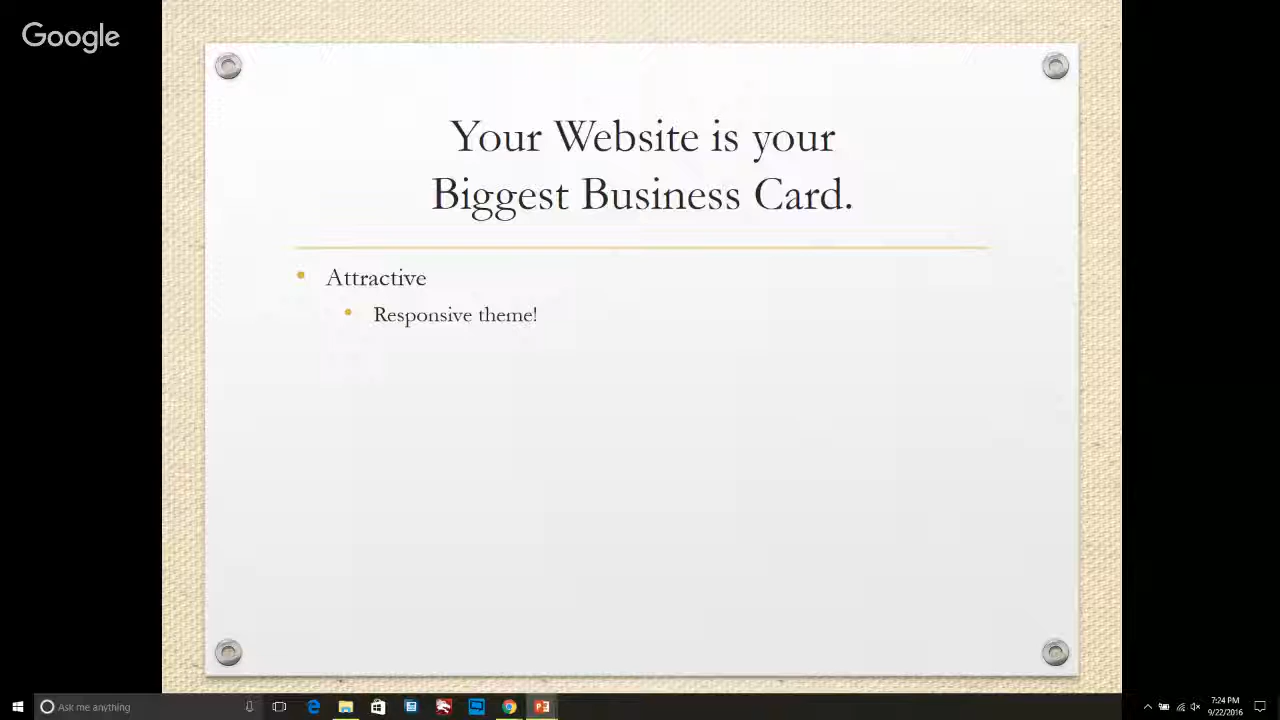 Google
Your Website is your
Biggest Business Card.
Attractive
Responsive theme!
Ask me anything
7:24 PM
9/22/2016